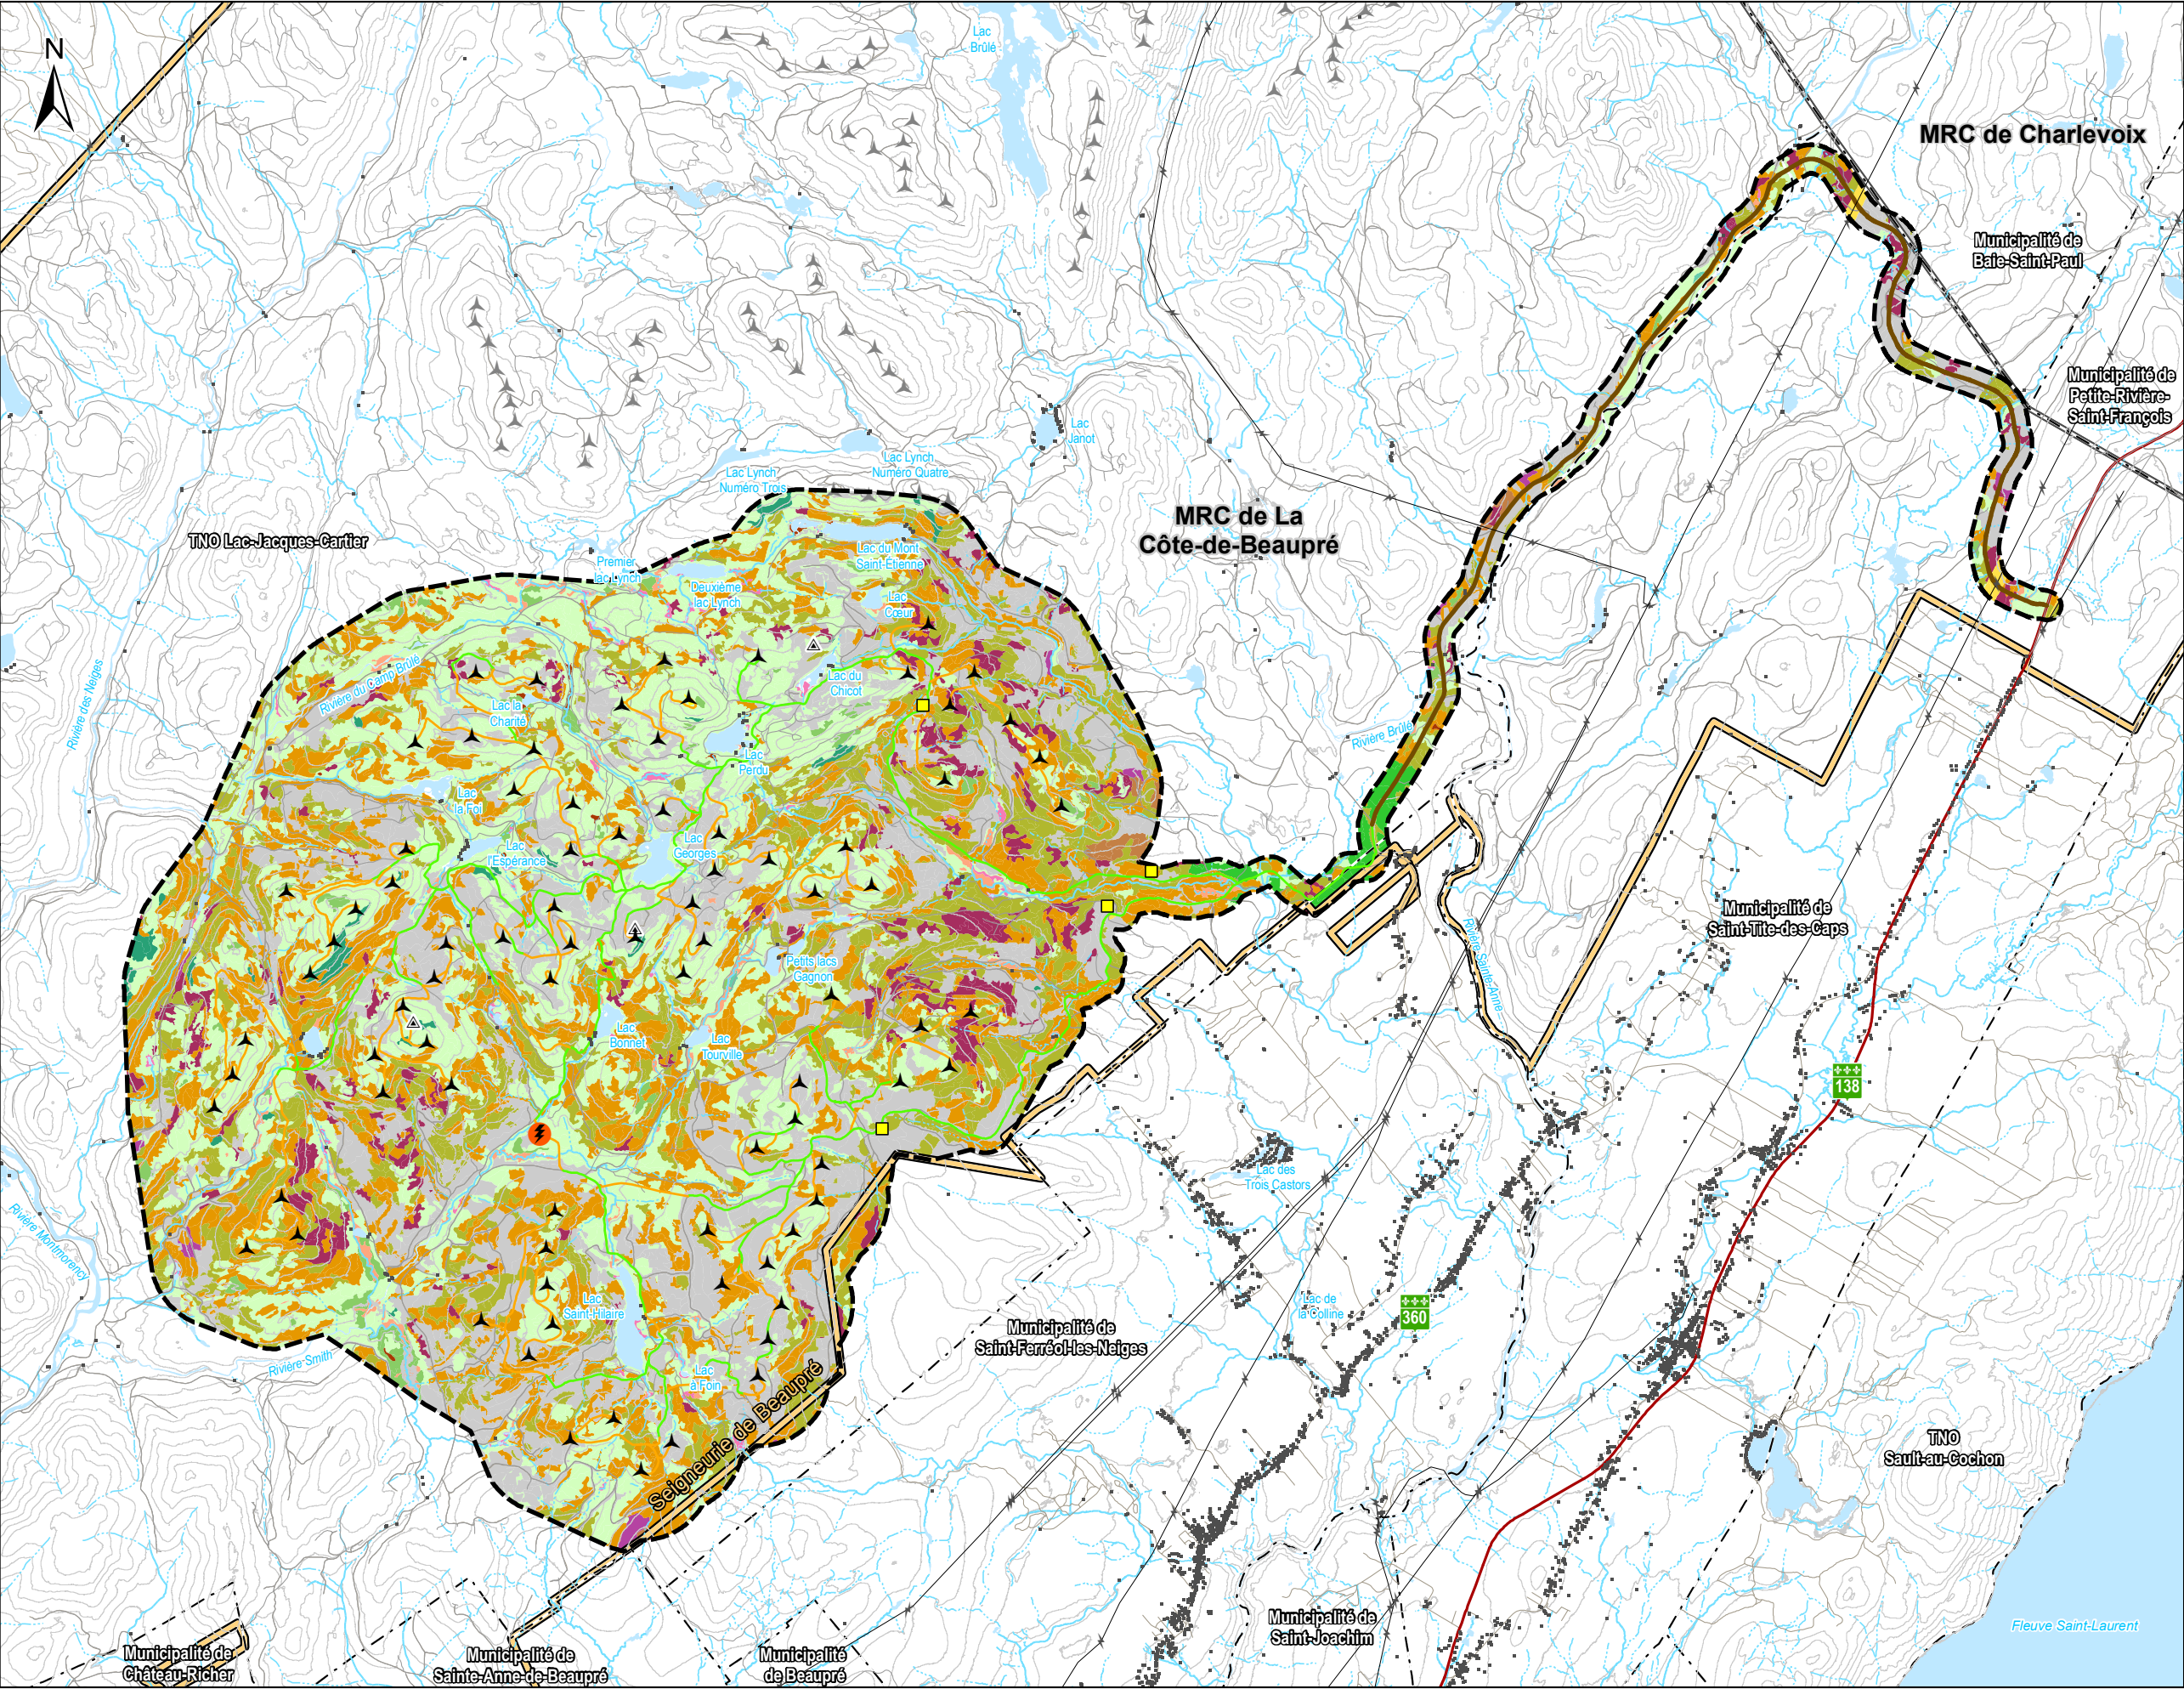 N
Lac
Brûlé
MRC de Charlevoix
Municipalité de
Baie-Saint-Paul
Municipalité de
Petite-Rivière-
Saint-François
Lac
Janot
Lac Lynch
Numéro Quatre
Lac Lynch
Numéro Trois
MRC de La
Côte-de-Beaupré
TNO Lac-Jacques-Cartier
Lac du Mont
Saint-Étienne
Premier
lac Lynch
Deuxième
lac Lynch
Lac
Cœur
Rivière du Camp Brûlé
Rivière des Neiges
Lac du
Chicot
Lac la
Charité
Rivière Brûlé
Lac
Perdu
Lac
la Foi
Lac
Georges
Lac
l'Espérance
Municipalité de
Saint-Tite-des-Caps
Rivière Sainte-Anne
Petits lacs
Gagnon
Lac
Bonnet
Lac
Tourville
138
Lac des
Trois Castors
Rivière Montmorency
Lac
Saint-Hilaire
Lac de
la Colline
360
Municipalité de
Saint-Ferréol-les-Neiges
Rivière Smith
Lac
à Foin
Seigneurie de Beaupré
TNO
Sault-au-Cochon
Municipalité de
Saint-Joachim
Fleuve Saint-Laurent
Municipalité de
Château-Richer
Municipalité de
Sainte-Anne-de-Beaupré
Municipalité
de Beaupré